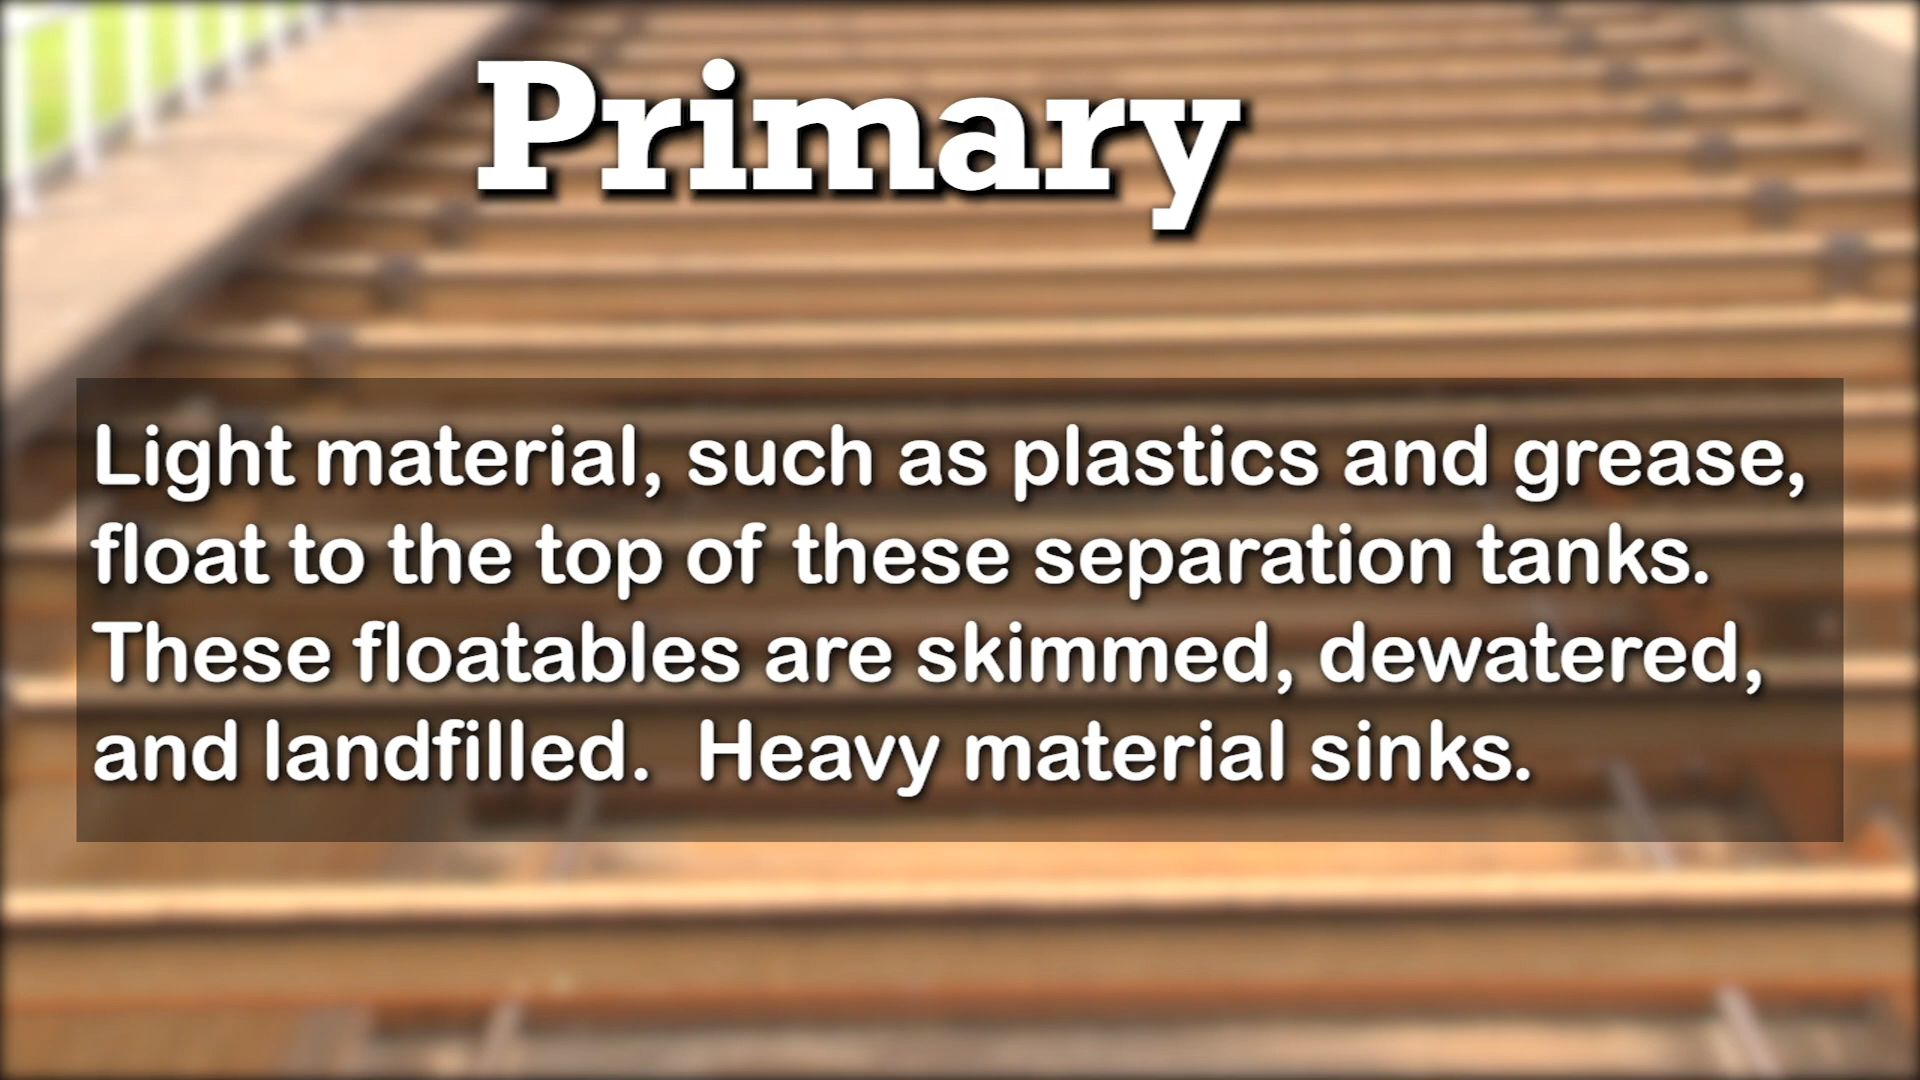 Primary
Light material, such as plastics and grease,
float to the top of these separation tanks.
These floatables are skimmed, dewatered,
and landfilled.  Heavy material sinks.